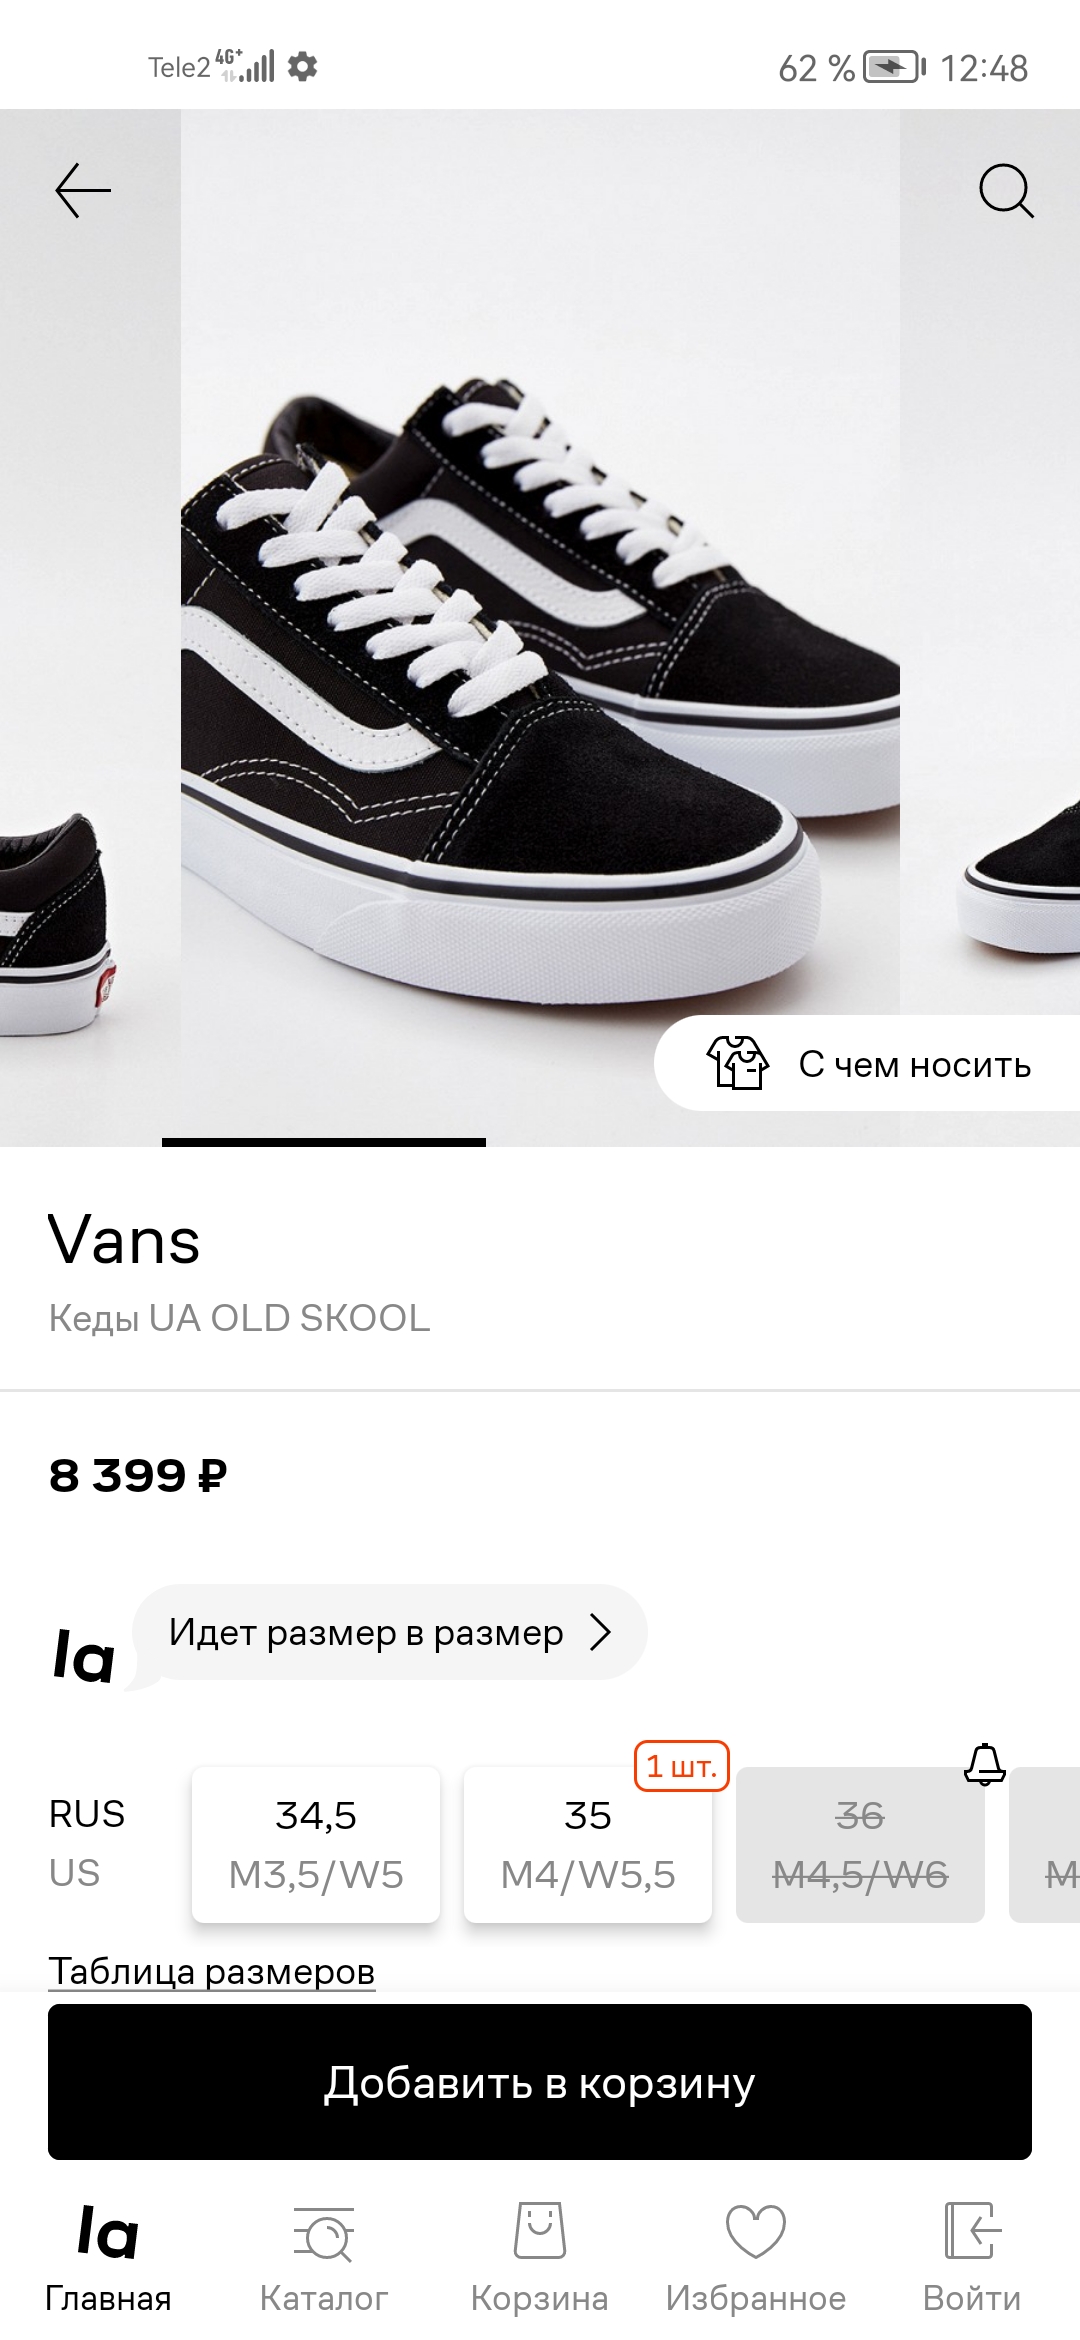 Tele2 4G+ 62 % 12:48
С чем носить
Vans
Кеды UA OLD SKOOL
8 399 ₽
la Идет размер в размер
1 шт.
RUS 34,5 35 36
US M3,5/W5 M4/W5,5 M4,5/W6 M
Таблица размеров
Добавить в корзину
la
Главная Каталог Корзина Избранное Войти